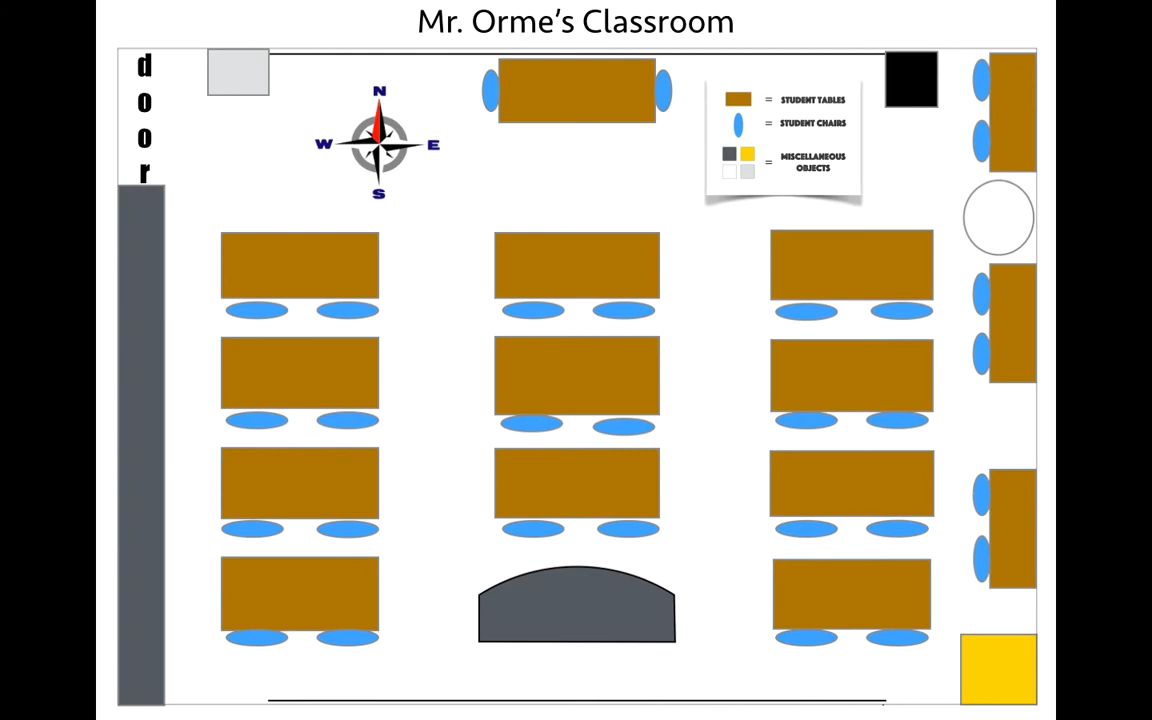 Mr. Orme's Classroom
d
o
o
r
N
W
E
S
= STUDENT TABLES
= STUDENT CHAIRS
= MISCELLANEOUS
OBJECTS